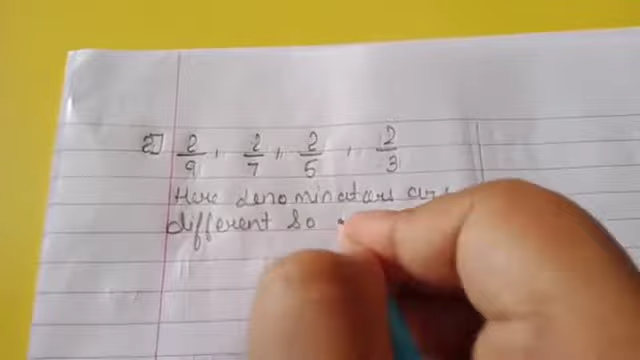 2] 2/9, 2/7, 2/5, 2/3
Here denominators are
different So